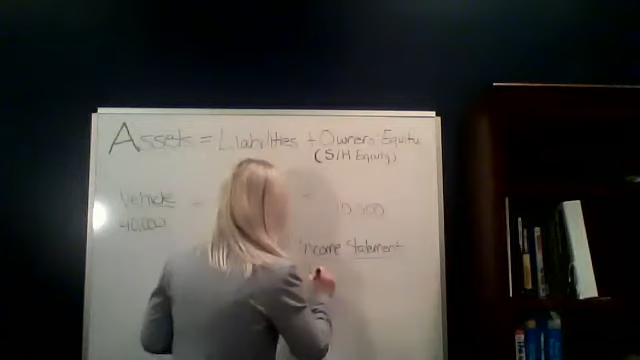 Assets = Liabilities + Owners Equity
(S/H Equity)
Vehicle
40,000
10,000
Income Statement